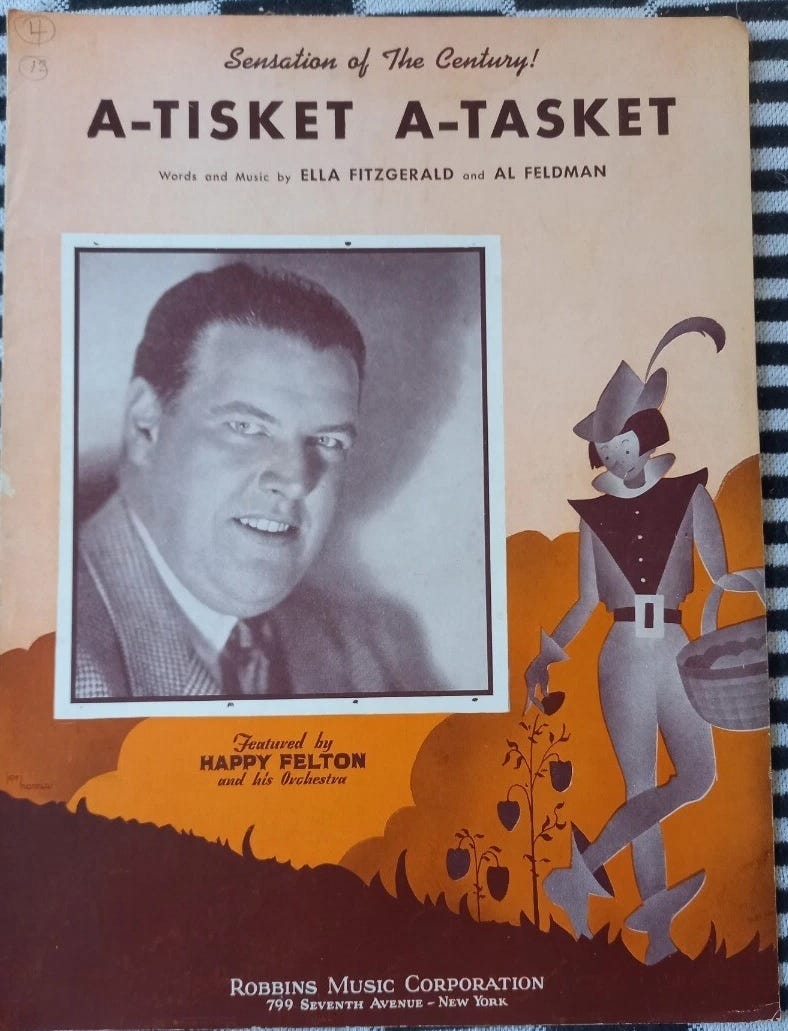 4
13
Sensation of The Century!
A-TISKET A-TASKET
Words and Music by ELLA FITZGERALD and AL FELDMAN
Featured by
HAPPY FELTON
and his Orchestra
ROBBINS MUSIC CORPORATION
799 SEVENTH AVENUE - NEW YORK